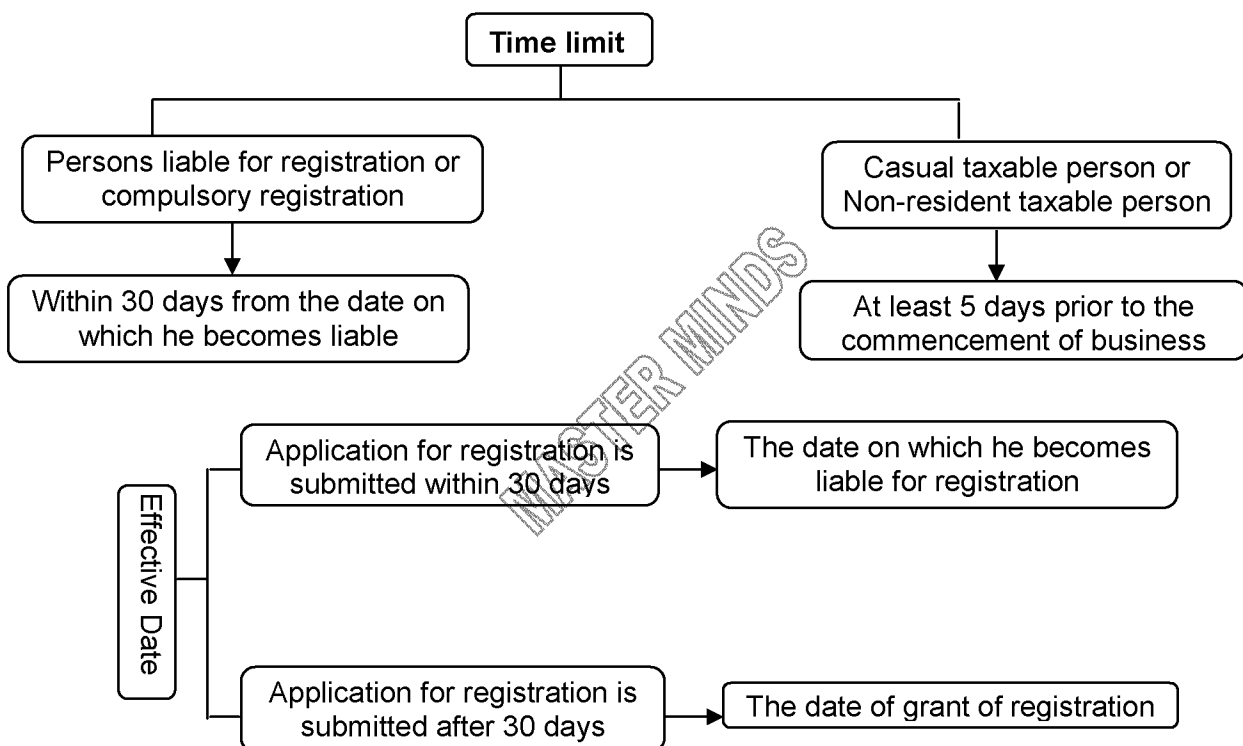 Time limit
Persons liable for registration or
compulsory registration
Casual taxable person or
Non-resident taxable person
Within 30 days from the date on
which he becomes liable
At least 5 days prior to the
commencement of business
MASTER MINDS
Effective Date
Application for registration is
submitted within 30 days
The date on which he becomes
liable for registration
Application for registration is
submitted after 30 days
The date of grant of registration